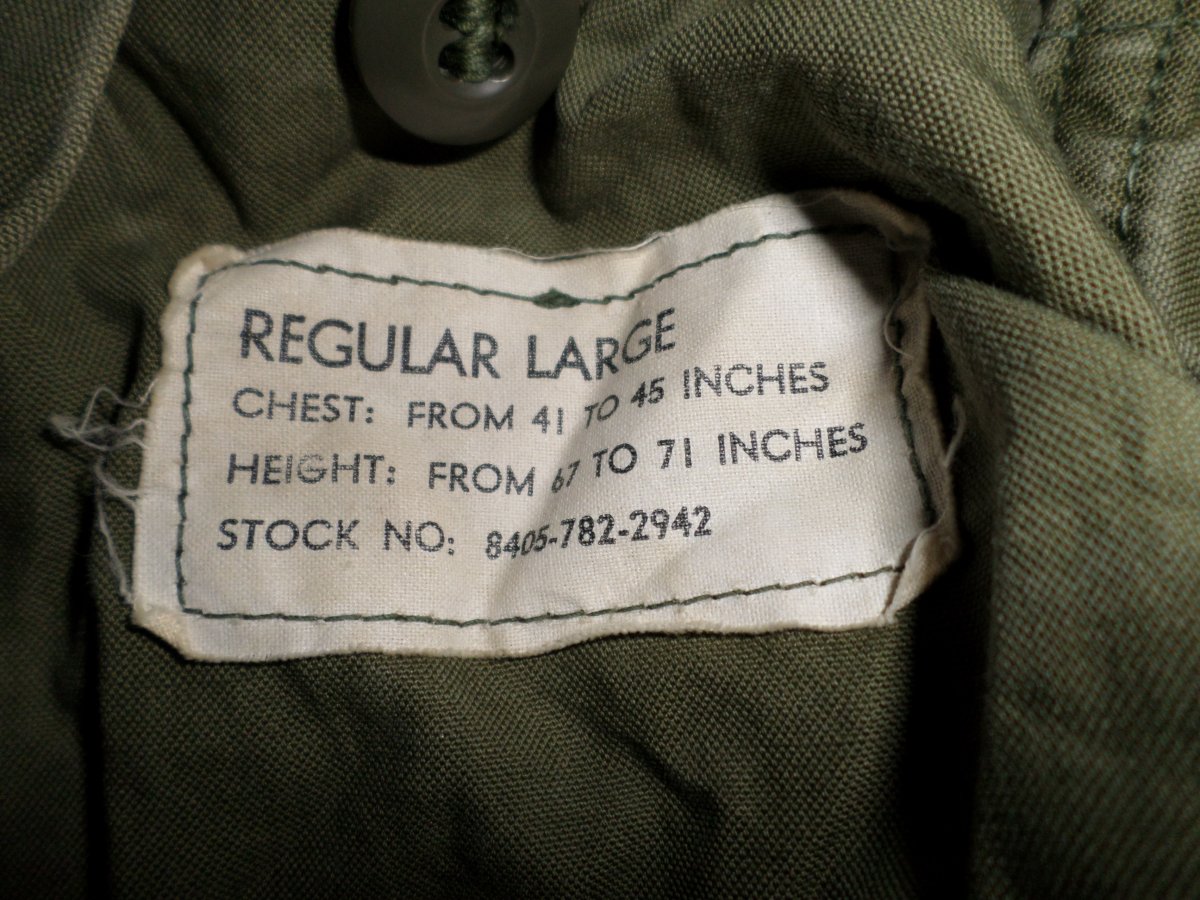 REGULAR LARGE
CHEST: FROM 41 TO 45 INCHES
HEIGHT: FROM 67 TO 71 INCHES
STOCK NO: 8405-782-2942